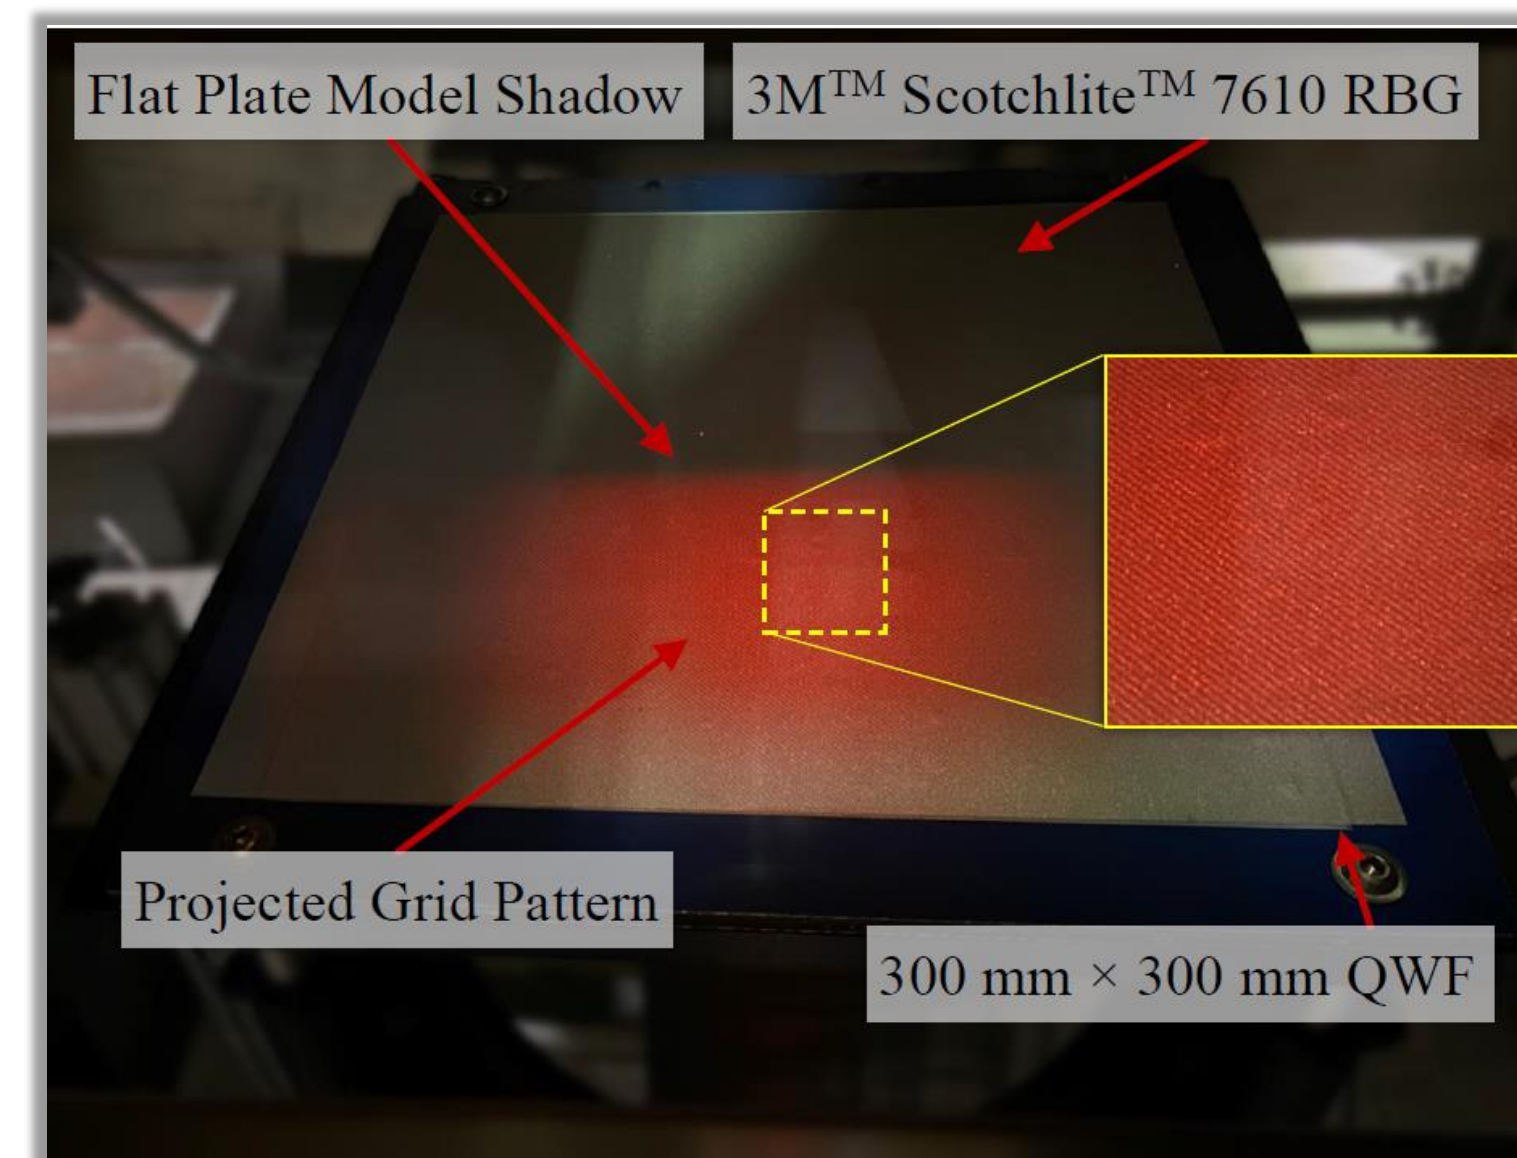 Flat Plate Model Shadow
3M™ Scotchlite™ 7610 RBG
Projected Grid Pattern
300 mm × 300 mm QWF